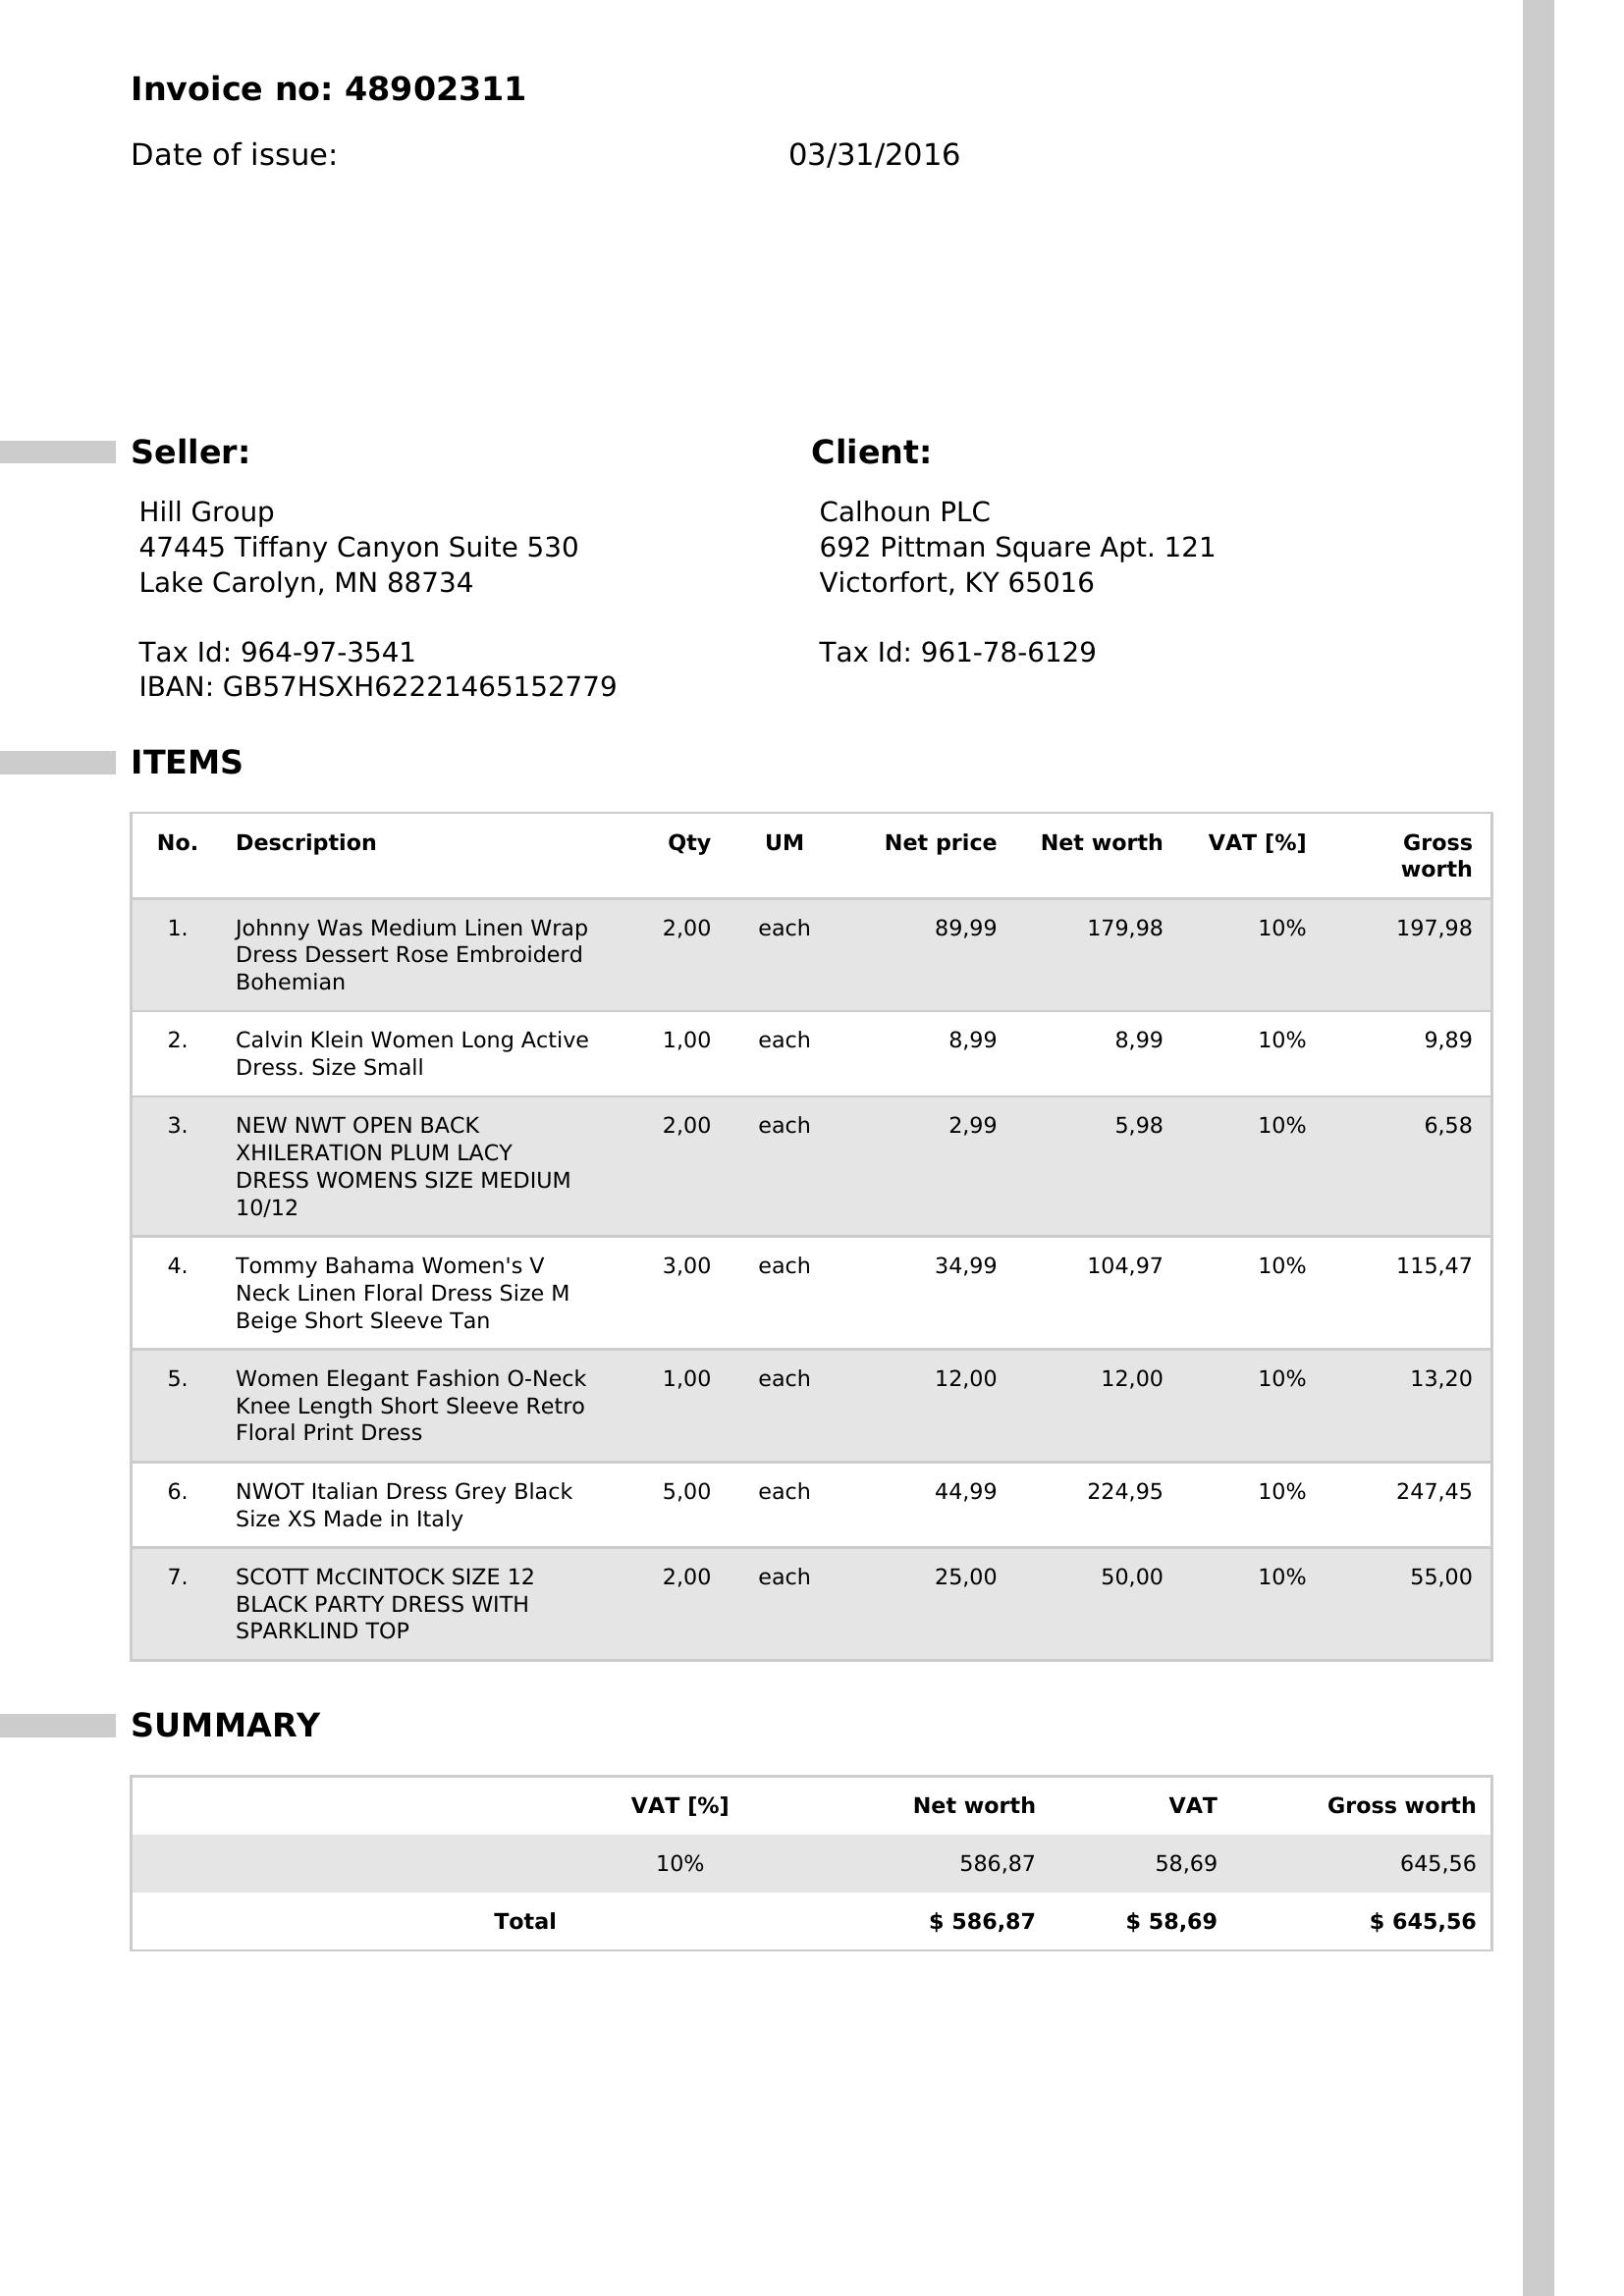 Invoice no: 48902311
Date of issue: 03/31/2016
Seller:
Hill Group
47445 Tiffany Canyon Suite 530
Lake Carolyn, MN 88734
Tax Id: 964-97-3541
IBAN: GB57HSXH62221465152779
Client:
Calhoun PLC
692 Pittman Square Apt. 121
Victorfort, KY 65016
Tax Id: 961-78-6129
ITEMS
No. Description Qty UM Net price Net worth VAT [%] Gross
worth
1. Johnny Was Medium Linen Wrap 2,00 each 89,99 179,98 10% 197,98
Dress Dessert Rose Embroiderd
Bohemian
2. Calvin Klein Women Long Active 1,00 each 8,99 8,99 10% 9,89
Dress. Size Small
3. NEW NWT OPEN BACK 2,00 each 2,99 5,98 10% 6,58
XHILERATION PLUM LACY
DRESS WOMENS SIZE MEDIUM
10/12
4. Tommy Bahama Women's V 3,00 each 34,99 104,97 10% 115,47
Neck Linen Floral Dress Size M
Beige Short Sleeve Tan
5. Women Elegant Fashion O-Neck 1,00 each 12,00 12,00 10% 13,20
Knee Length Short Sleeve Retro
Floral Print Dress
6. NWOT Italian Dress Grey Black 5,00 each 44,99 224,95 10% 247,45
Size XS Made in Italy
7. SCOTT McCINTOCK SIZE 12 2,00 each 25,00 50,00 10% 55,00
BLACK PARTY DRESS WITH
SPARKLIND TOP
SUMMARY
VAT [%] Net worth VAT Gross worth
10% 586,87 58,69 645,56
Total $ 586,87 $ 58,69 $ 645,56